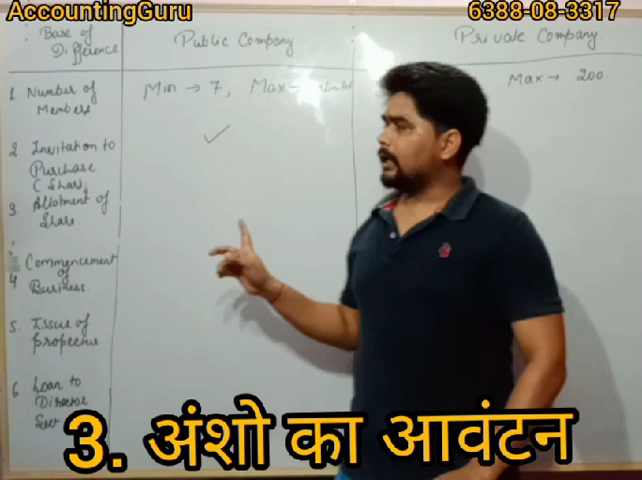 AccountingGuru
6388-08-3317
Base of
Difference
Public Company
Private Company
1 Number of
Members
Min → 7, Max -
Max → 200
2 Invitation to
Purchase
(Share)
✓
3. Allotment of
Share
4 Commencement
of
Business.
5. Issue of
6 Loan to
3. अंशो का आवंटन